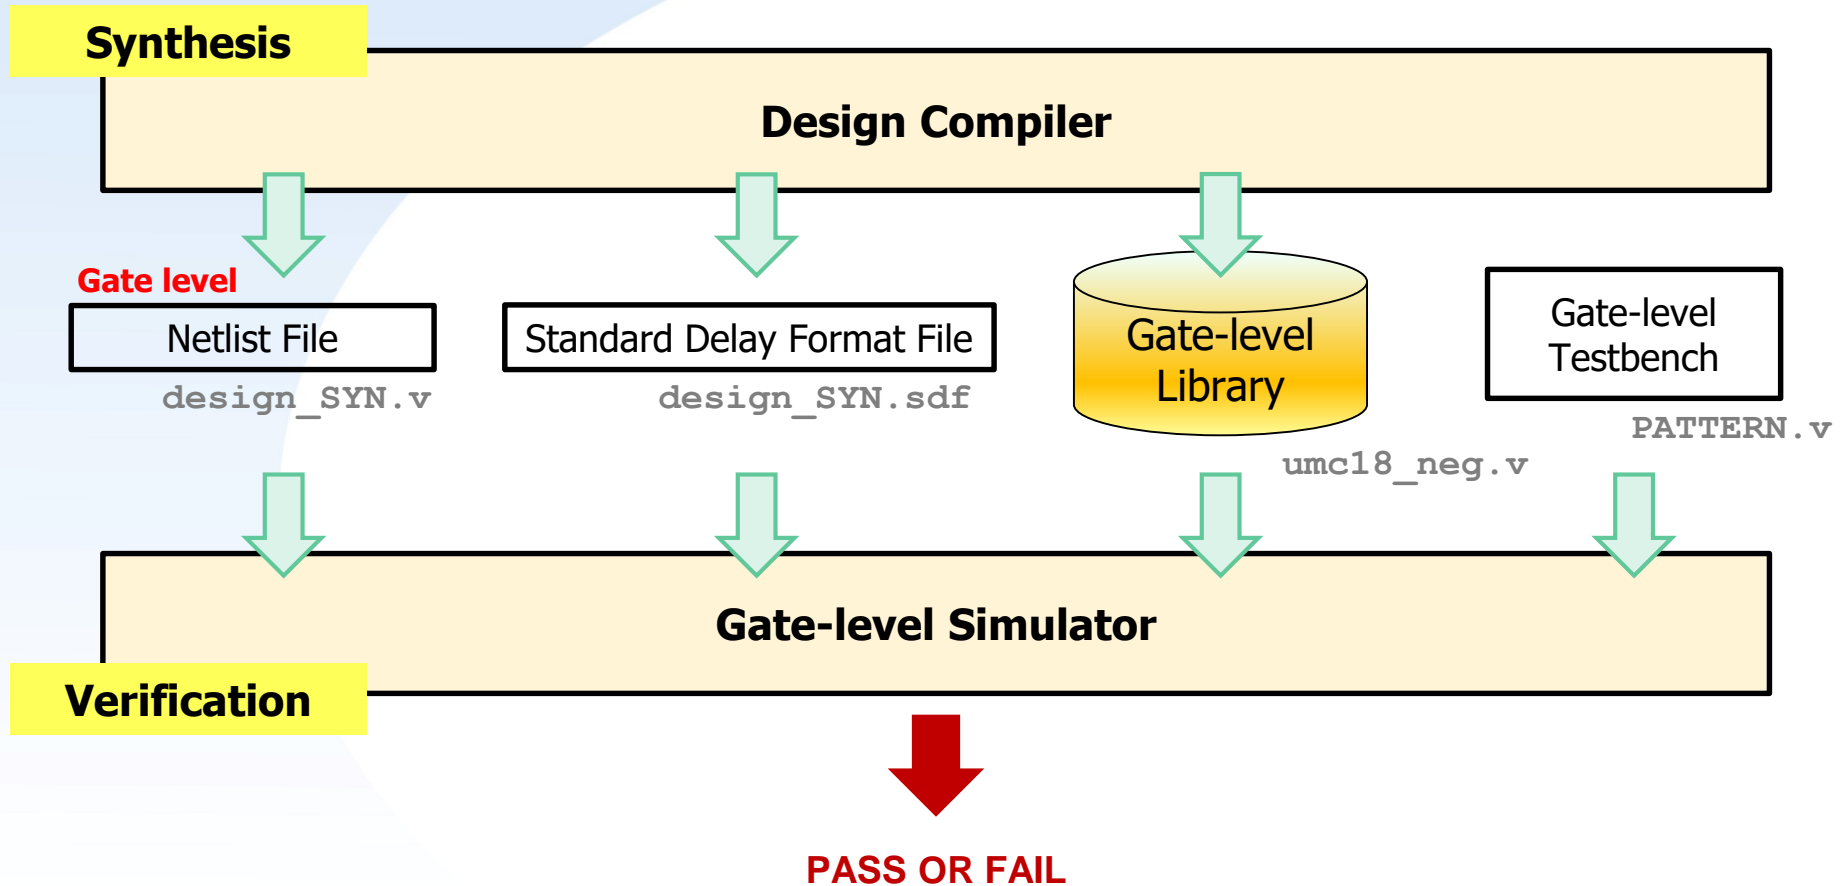 Synthesis
Design Compiler
Gate level
Netlist File
design_SYN.v
Standard Delay Format File
design_SYN.sdf
Gate-level
Library
umc18_neg.v
Gate-level
Testbench
PATTERN.v
Gate-level Simulator
Verification
PASS OR FAIL